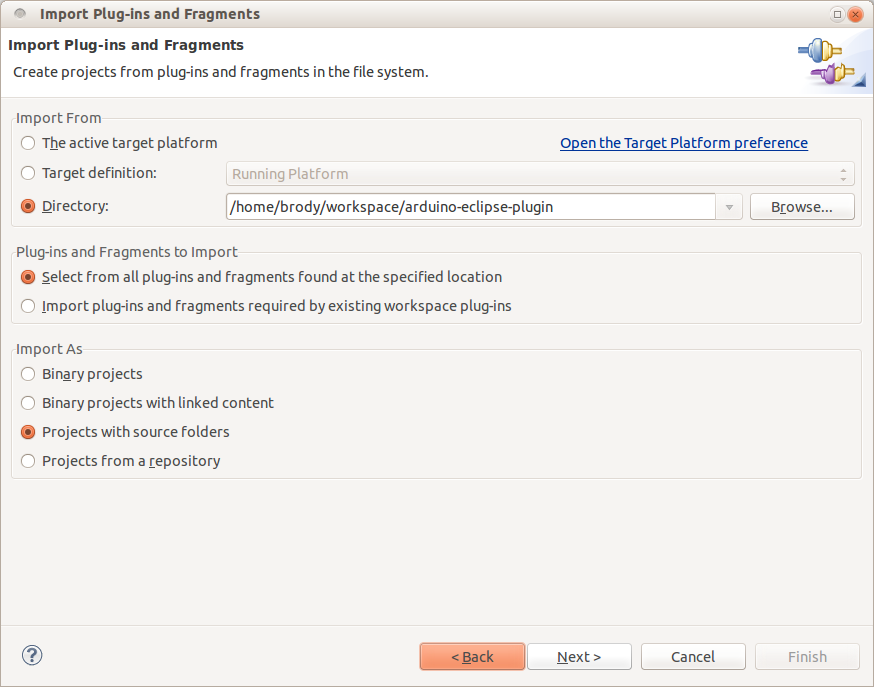 Import Plug-ins and Fragments
Import Plug-ins and Fragments
Create projects from plug-ins and fragments in the file system.
Import From
The active target platform
Open the Target Platform preference
Target definition:
Running Platform
Directory:
/home/brody/workspace/arduino-eclipse-plugin
Browse...
Plug-ins and Fragments to Import
Select from all plug-ins and fragments found at the specified location
Import plug-ins and fragments required by existing workspace plug-ins
Import As
Binary projects
Binary projects with linked content
Projects with source folders
Projects from a repository
?
< Back
Next >
Cancel
Finish